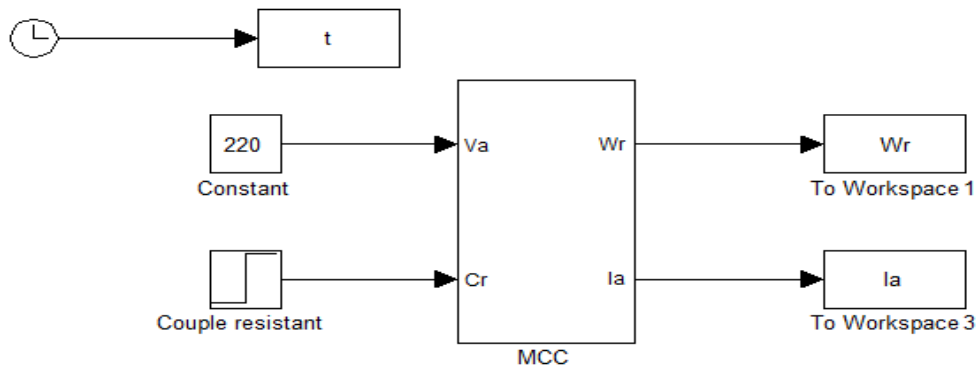 t
220
Constant
Va
Wr
Wr
To Workspace 1
Couple resistant
Cr
Ia
Ia
To Workspace 3
MCC